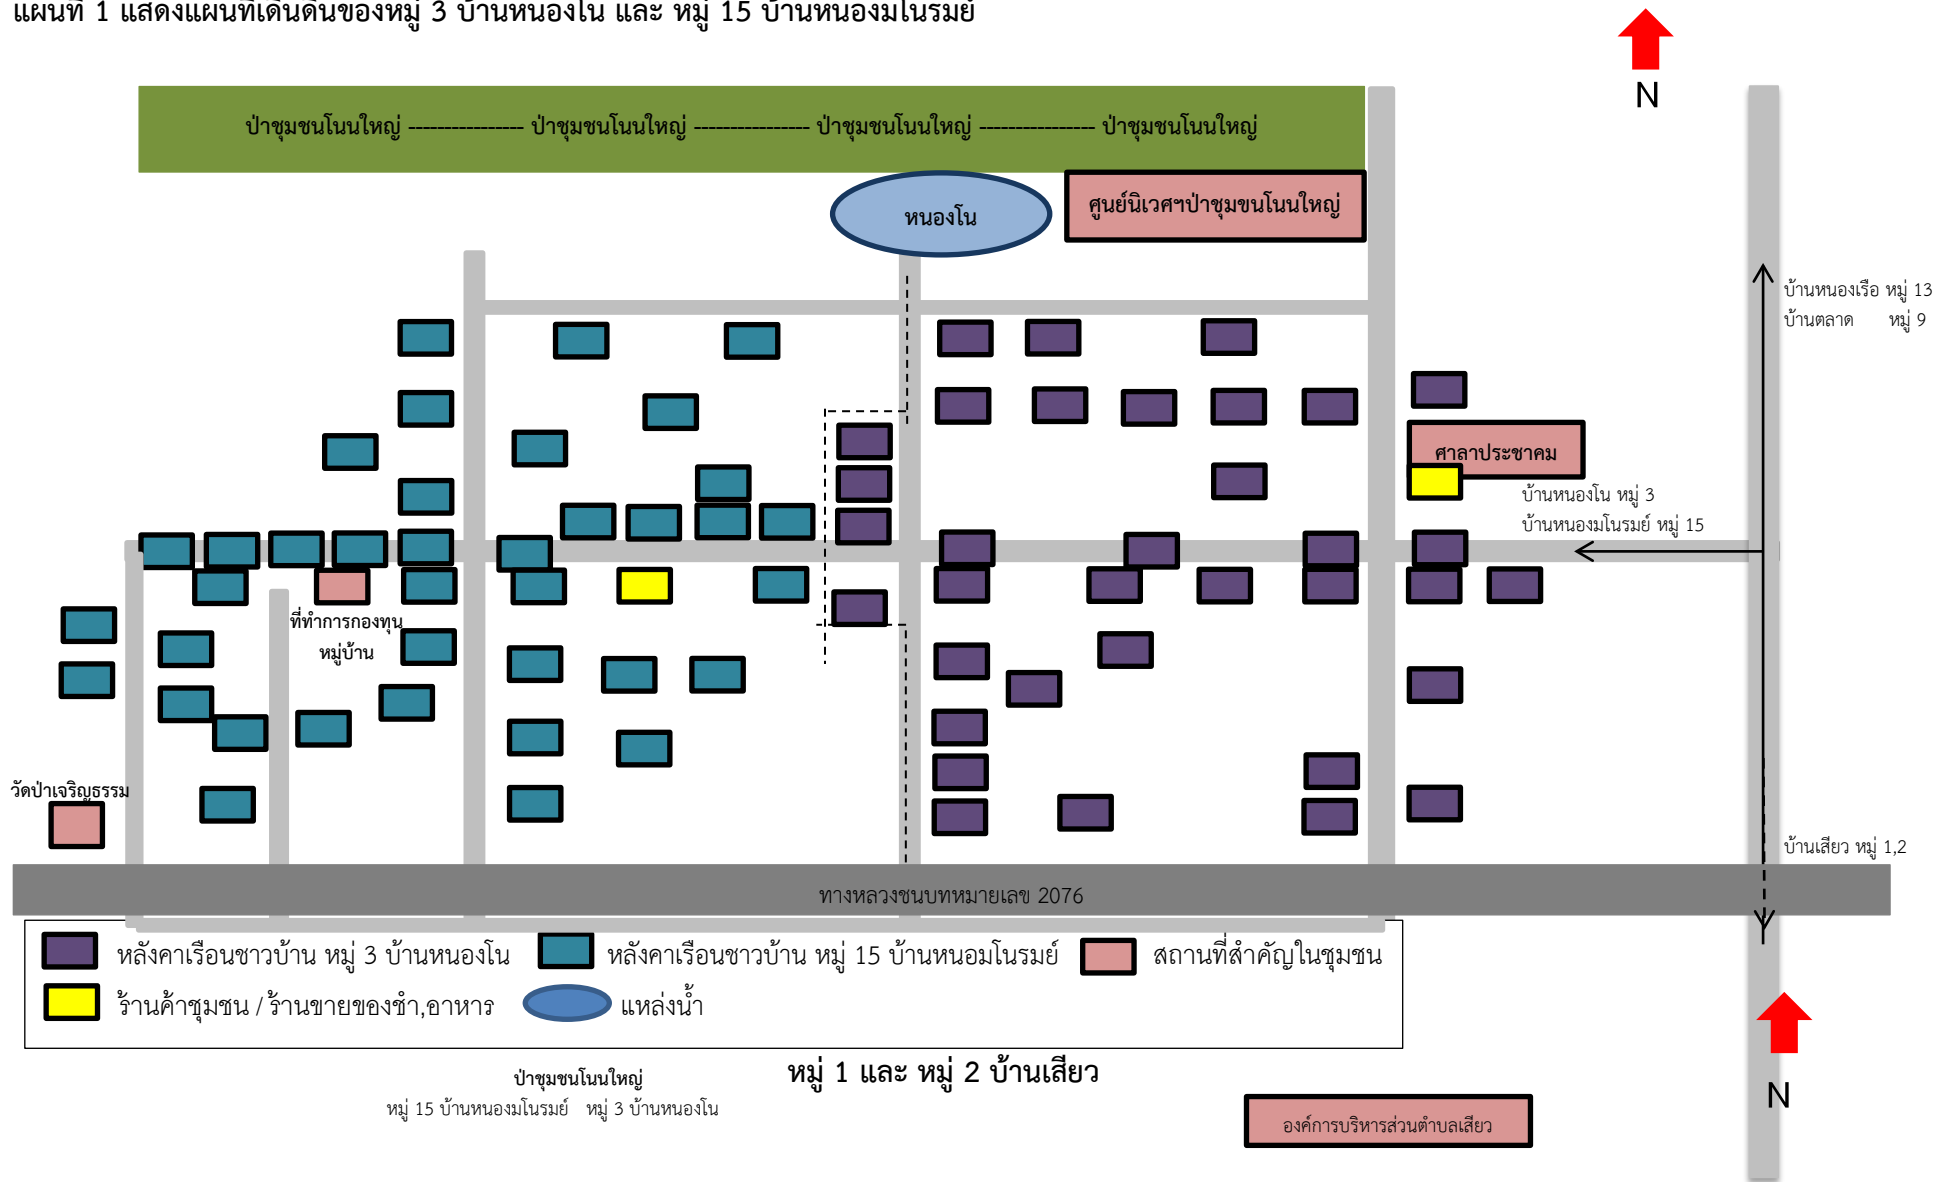 แผนที่ 1 แสดงแผนที่เดินดินของหมู่ 3 บ้านหนองโน และ หมู่ 15 บ้านหนองมโนรมย์
N
ป่าชุมชนโนนใหญ่ ---------------- ป่าชุมชนโนนใหญ่ ---------------- ป่าชุมชนโนนใหญ่ ---------------- ป่าชุมชนโนนใหญ่
หนองโน
ศูนย์นิเวศฯป่าชุมขนโนนใหญ่
บ้านหนองเรือ หมู่ 13
บ้านตลาด หมู่ 9
ศาลาประชาคม
บ้านหนองโน หมู่ 3
บ้านหนองมโนรมย์ หมู่ 15
ที่ทำการกองทุน
หมู่บ้าน
วัดป่าเจริญธรรม
บ้านเสียว หมู่ 1,2
ทางหลวงชนบทหมายเลข 2076
หลังคาเรือนชาวบ้าน หมู่ 3 บ้านหนองโน
หลังคาเรือนชาวบ้าน หมู่ 15 บ้านหนอมโนรมย์
สถานที่สำคัญในชุมชน
ร้านค้าชุมชน / ร้านขายของชำ,อาหาร
แหล่งน้ำ
หมู่ 1 และ หมู่ 2 บ้านเสียว
ป่าชุมชนโนนใหญ่
หมู่ 15 บ้านหนองมโนรมย์ หมู่ 3 บ้านหนองโน
N
องค์การบริหารส่วนตำบลเสียว